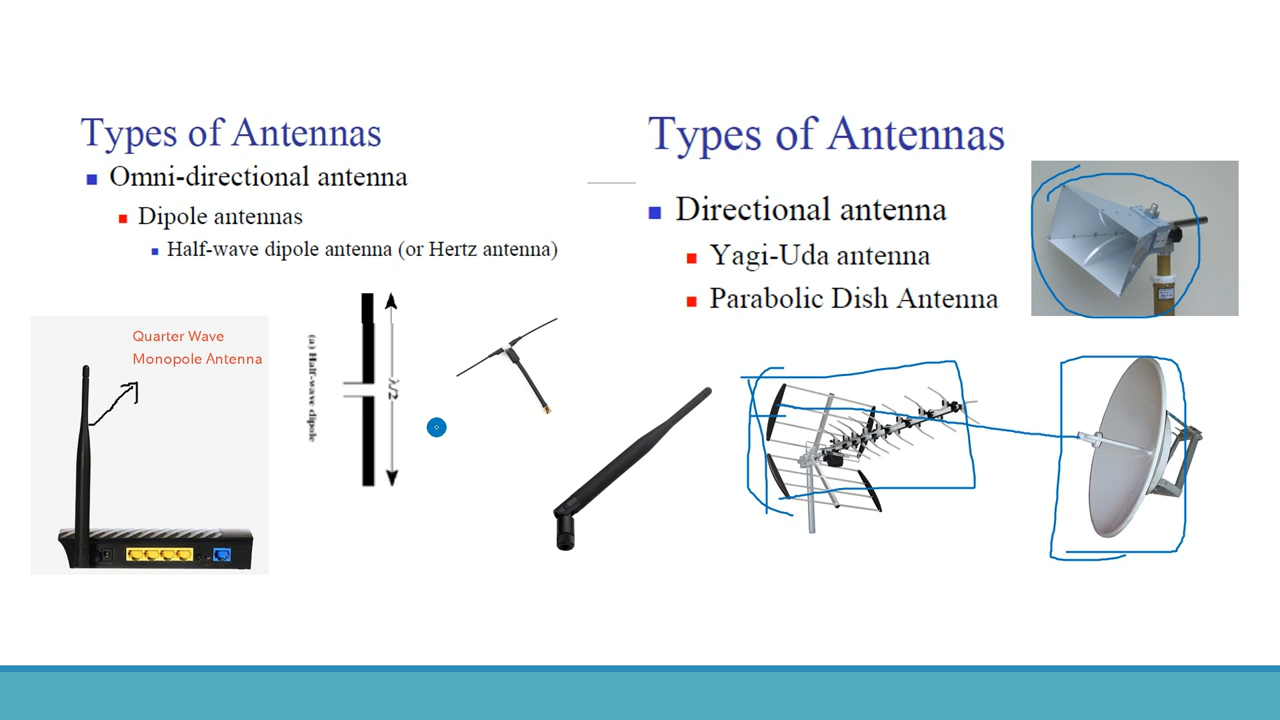 Types of Antennas
Omni-directional antenna
Dipole antennas
Half-wave dipole antenna (or Hertz antenna)
Quarter Wave
Monopole Antenna
(a) Half-wave dipole
λ/2
Types of Antennas
Directional antenna
Yagi-Uda antenna
Parabolic Dish Antenna